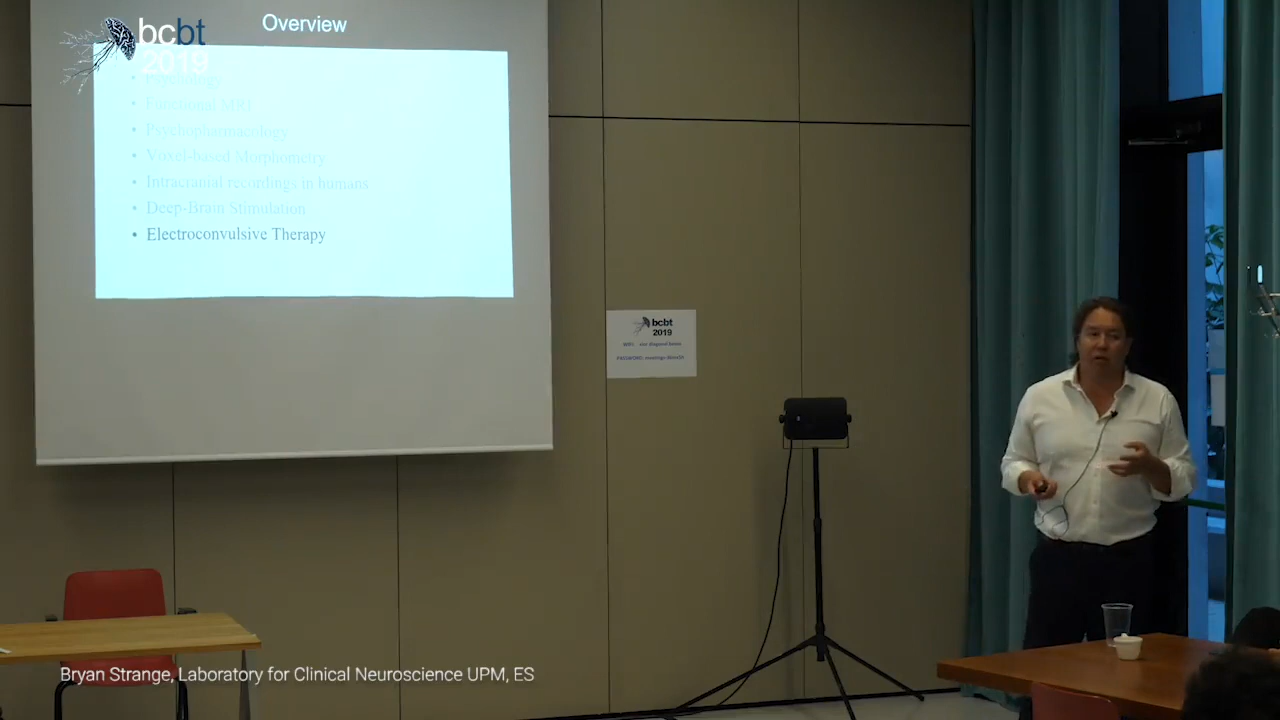 Overview
bcbt
2019
• Psychology
• Functional MRI
• Psychopharmacology
• Voxel-based Morphometry
• Intracranial recordings in humans
• Deep-Brain Stimulation
• Electroconvulsive Therapy
bcbt
2019
Bryan Strange, Laboratory for Clinical Neuroscience UPM, ES